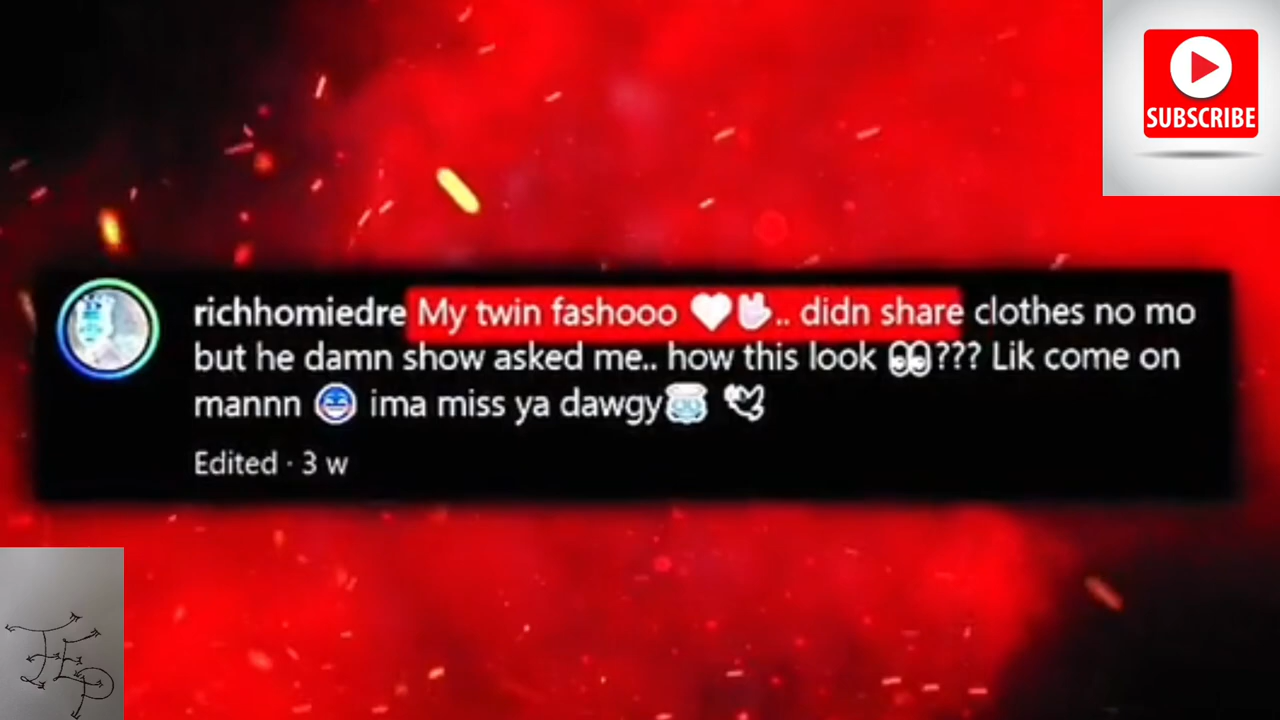 SUBSCRIBE
richhomiedre My twin fashooo 🤍🤟.. didn share clothes no mo
but he damn show asked me.. how this look 👀??? Lik come on
mannn 😁 ima miss ya dawgy😇 🕊
Edited · 3 w